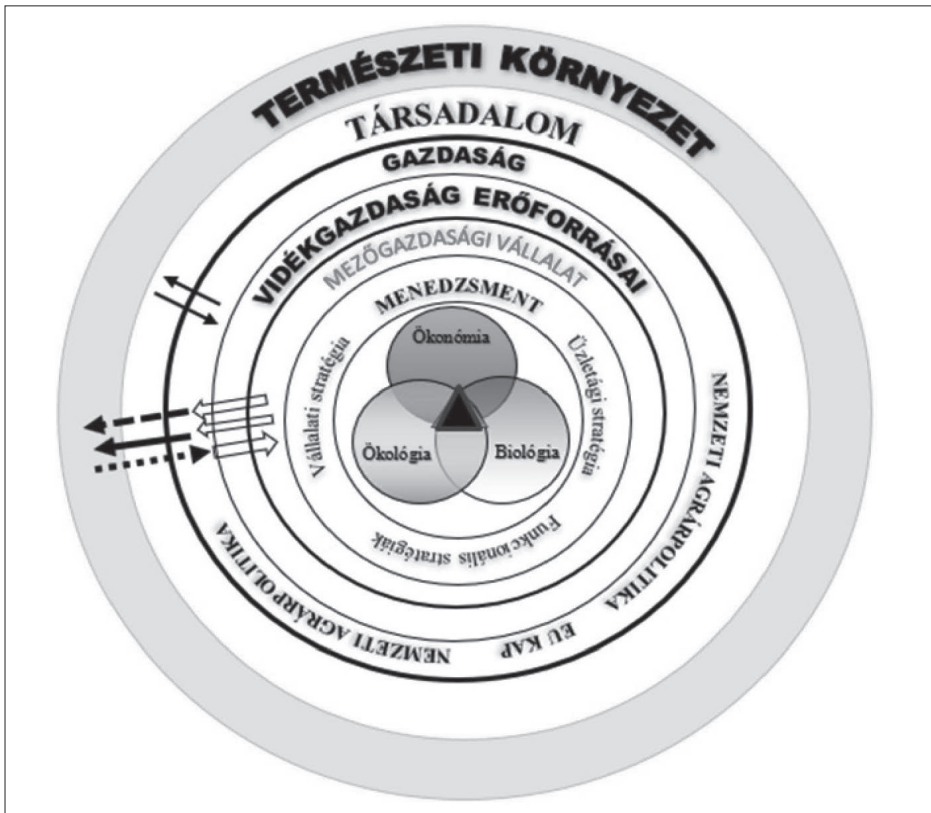 TERMÉSZETI KÖRNYEZET
TÁRSADALOM
GAZDASÁG
VIDÉKGAZDASÁG ERŐFORRÁSAI
MEZŐGAZDASÁGI VÁLLALAT
MENEDZSMENT
Vállalati stratégia
Üzletági stratégia
Funkcionális stratégiák
Ökonómia
Ökológia
Biológia
NEMZETI AGRÁRPOLITIKA
EU KAP
NEMZETI AGRÁRPOLITIKA